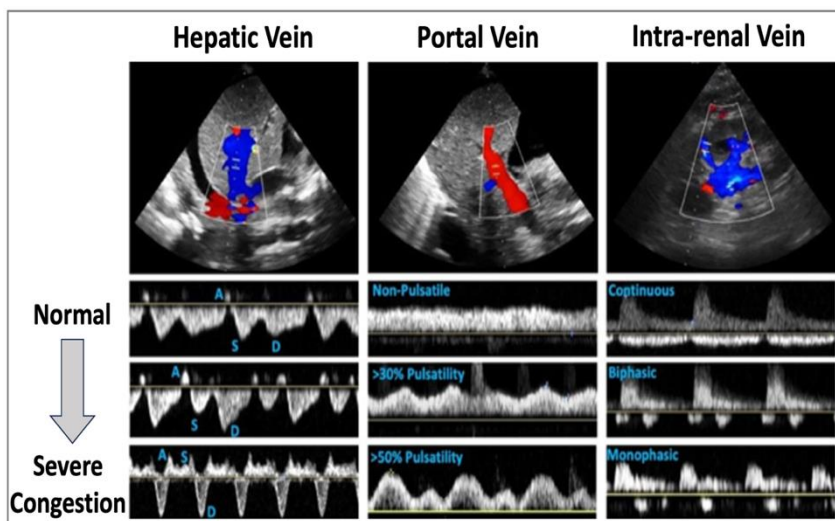 Hepatic Vein
Portal Vein
Intra-renal Vein
Normal
A
S
D
Non-Pulsatile
Continuous
A
S
D
>30% Pulsatility
Biphasic
Severe
Congestion
A
S
D
>50% Pulsatility
Monophasic